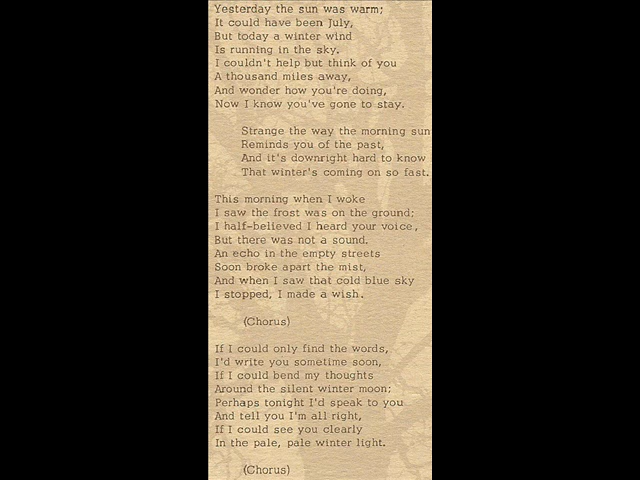 Yesterday the sun was warm;
It could have been July,
But today a winter wind
Is running in the sky.
I couldn't help but think of you
A thousand miles away,
And wonder how you're doing,
Now I know you've gone to stay.
Strange the way the morning sun
Reminds you of the past,
And it's downright hard to know
That winter's coming on so fast.
This morning when I woke
I saw the frost was on the ground;
I half-believed I heard your voice,
But there was not a sound.
An echo in the empty streets
Soon broke apart the mist,
And when I saw that cold blue sky
I stopped, I made a wish.
(Chorus)
If I could only find the words,
I'd write you sometime soon,
If I could bend my thoughts
Around the silent winter moon;
Perhaps tonight I'd speak to you
And tell you I'm all right,
If I could see you clearly
In the pale, pale winter light.
(Chorus)